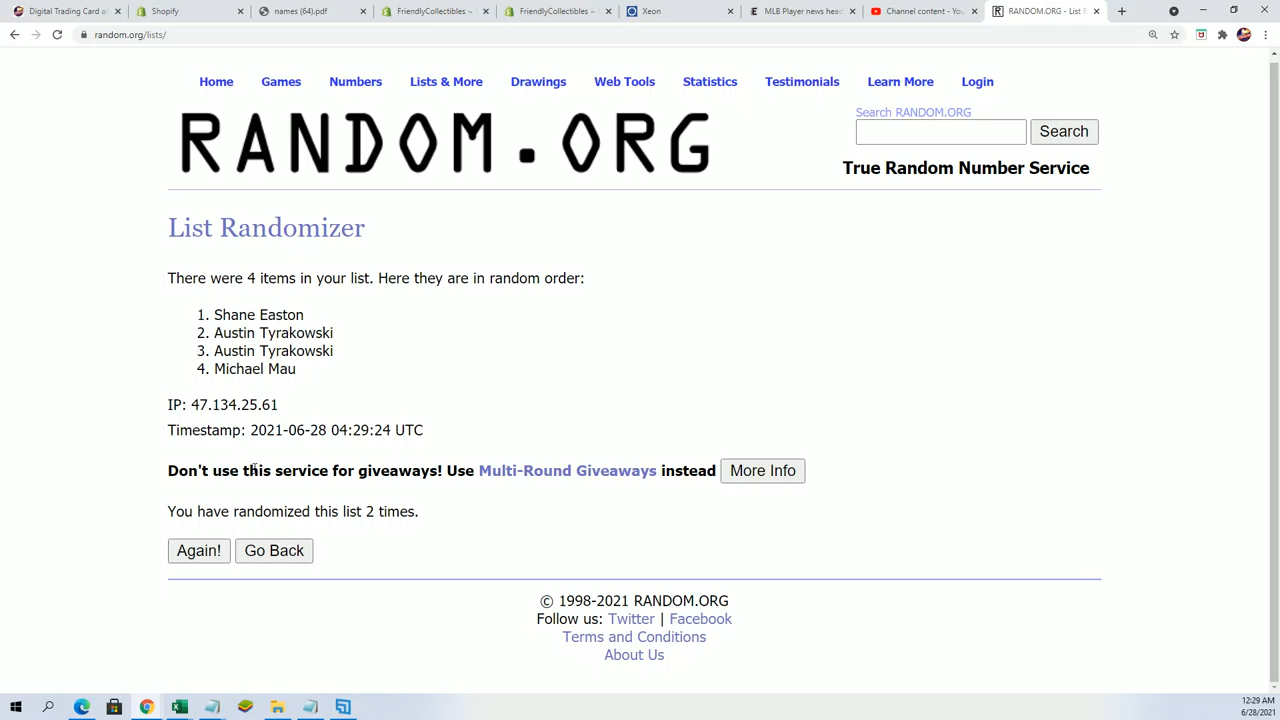 Digital Trading Card an
Shopify
names (64).pdf
FriendlyCollectibles ~
FriendlyCollectibles ~
Xeon
MLB Player news head
Channel content - You
RANDOM.ORG - List R
random.org/lists/
Home Games Numbers Lists & More Drawings Web Tools Statistics Testimonials Learn More Login
RANDOM.ORG
Search RANDOM.ORG
Search
True Random Number Service
List Randomizer
There were 4 items in your list. Here they are in random order:
1. Shane Easton
2. Austin Tyrakowski
3. Austin Tyrakowski
4. Michael Mau
IP: 47.134.25.61
Timestamp: 2021-06-28 04:29:24 UTC
Don't use this service for giveaways! Use Multi-Round Giveaways instead More Info
You have randomized this list 2 times.
Again! Go Back
© 1998-2021 RANDOM.ORG
Follow us: Twitter | Facebook
Terms and Conditions
About Us
12:29 AM
6/28/2021